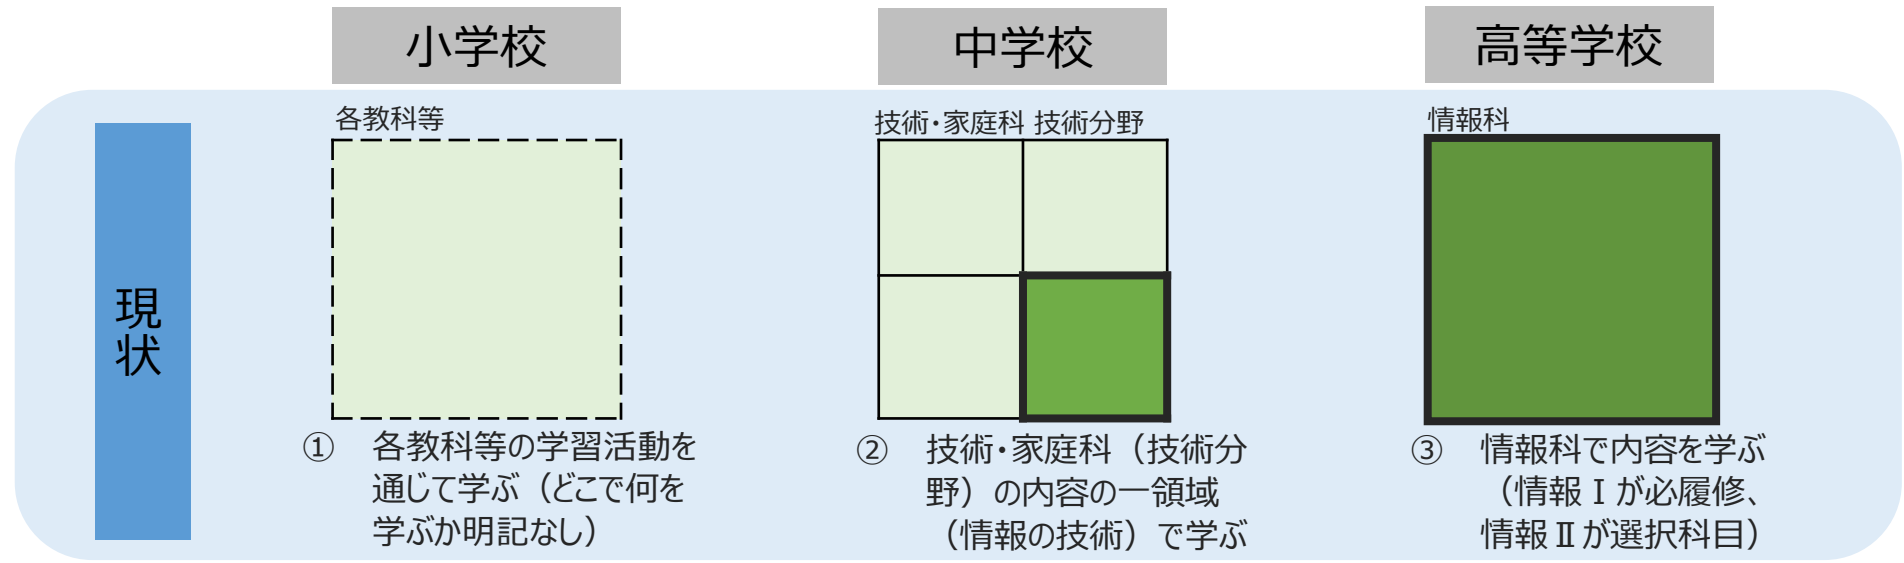 小学校
中学校
高等学校
現状
各教科等
技術・家庭科 技術分野
情報科
① 各教科等の学習活動を
通じて学ぶ（どこで何を
学ぶか明記なし）
② 技術・家庭科（技術分
野）の内容の一領域
（情報の技術）で学ぶ
③ 情報科で内容を学ぶ
（情報Ⅰが必履修、
情報Ⅱが選択科目）